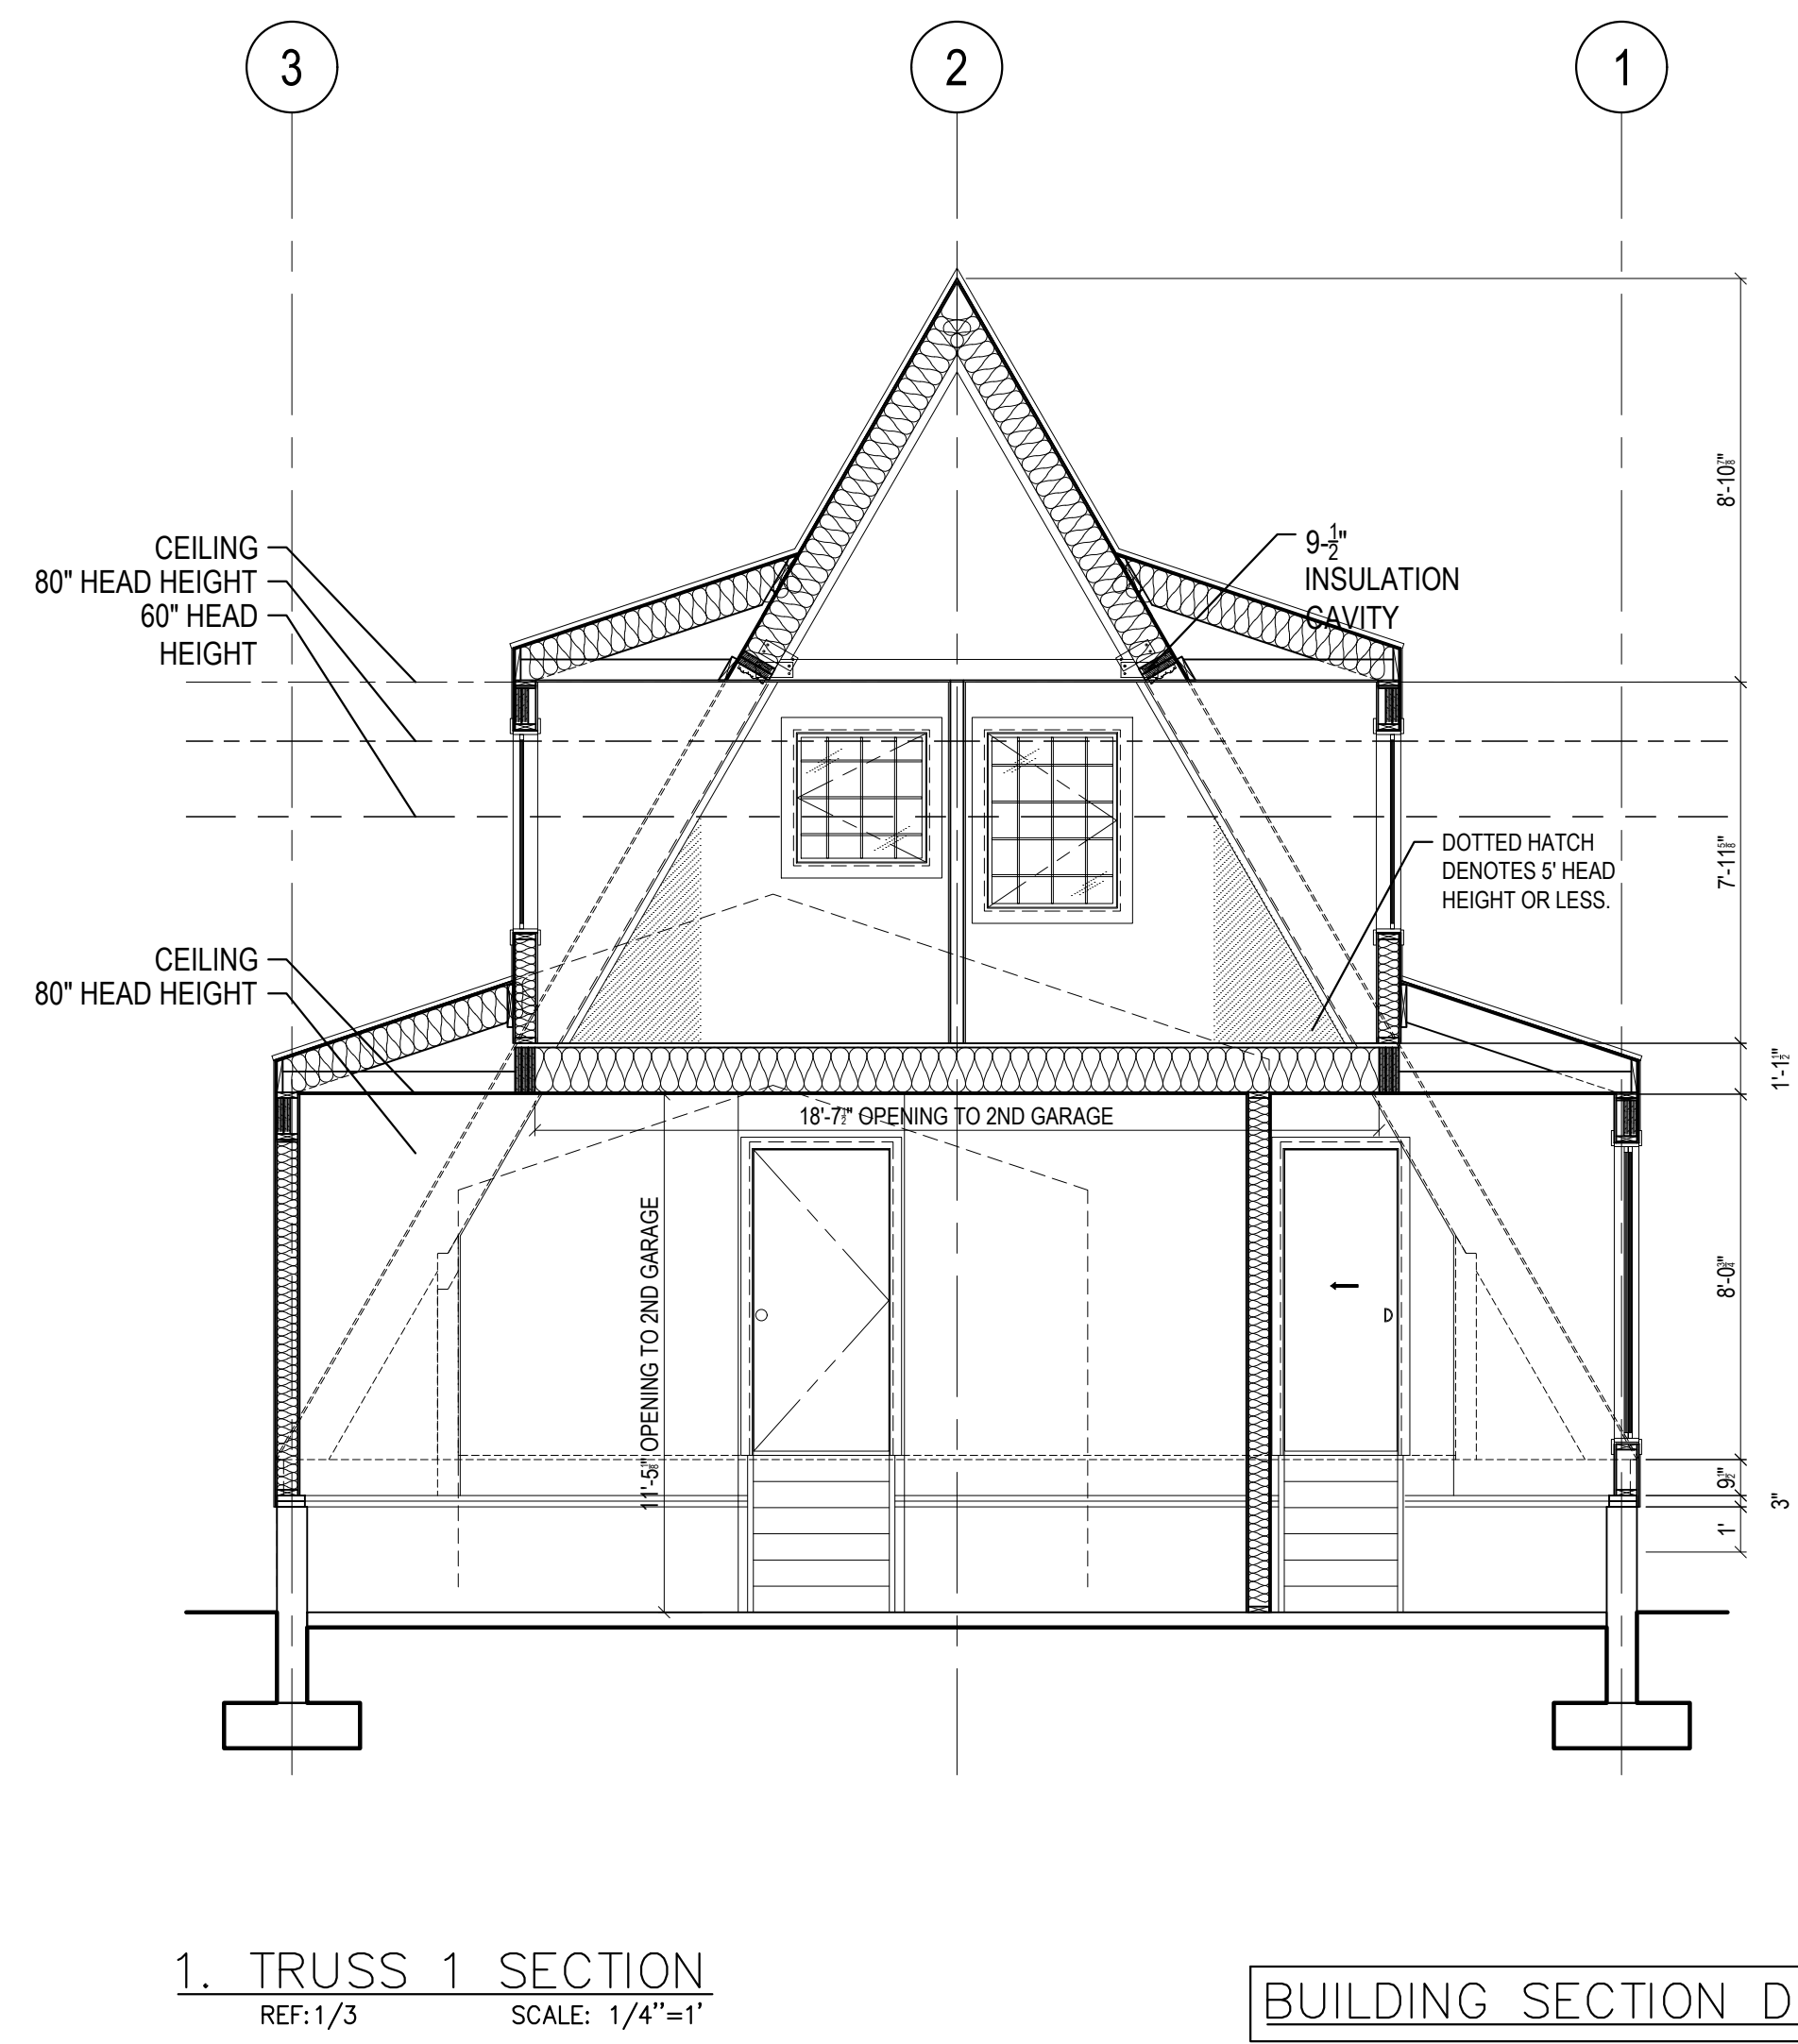 3
2
1
8'-10⅞"
CEILING
80" HEAD HEIGHT
60" HEAD
HEIGHT
9-½"
INSULATION
CAVITY
7'-11⅝"
DOTTED HATCH
DENOTES 5' HEAD
HEIGHT OR LESS.
CEILING
80" HEAD HEIGHT
1'-1½"
18'-7½" OPENING TO 2ND GARAGE
11'-5⅛" OPENING TO 2ND GARAGE
8'-0¾"
9½"
3"
1'
1. TRUSS 1 SECTION
REF:1/3 SCALE: 1/4"=1'
BUILDING SECTION D